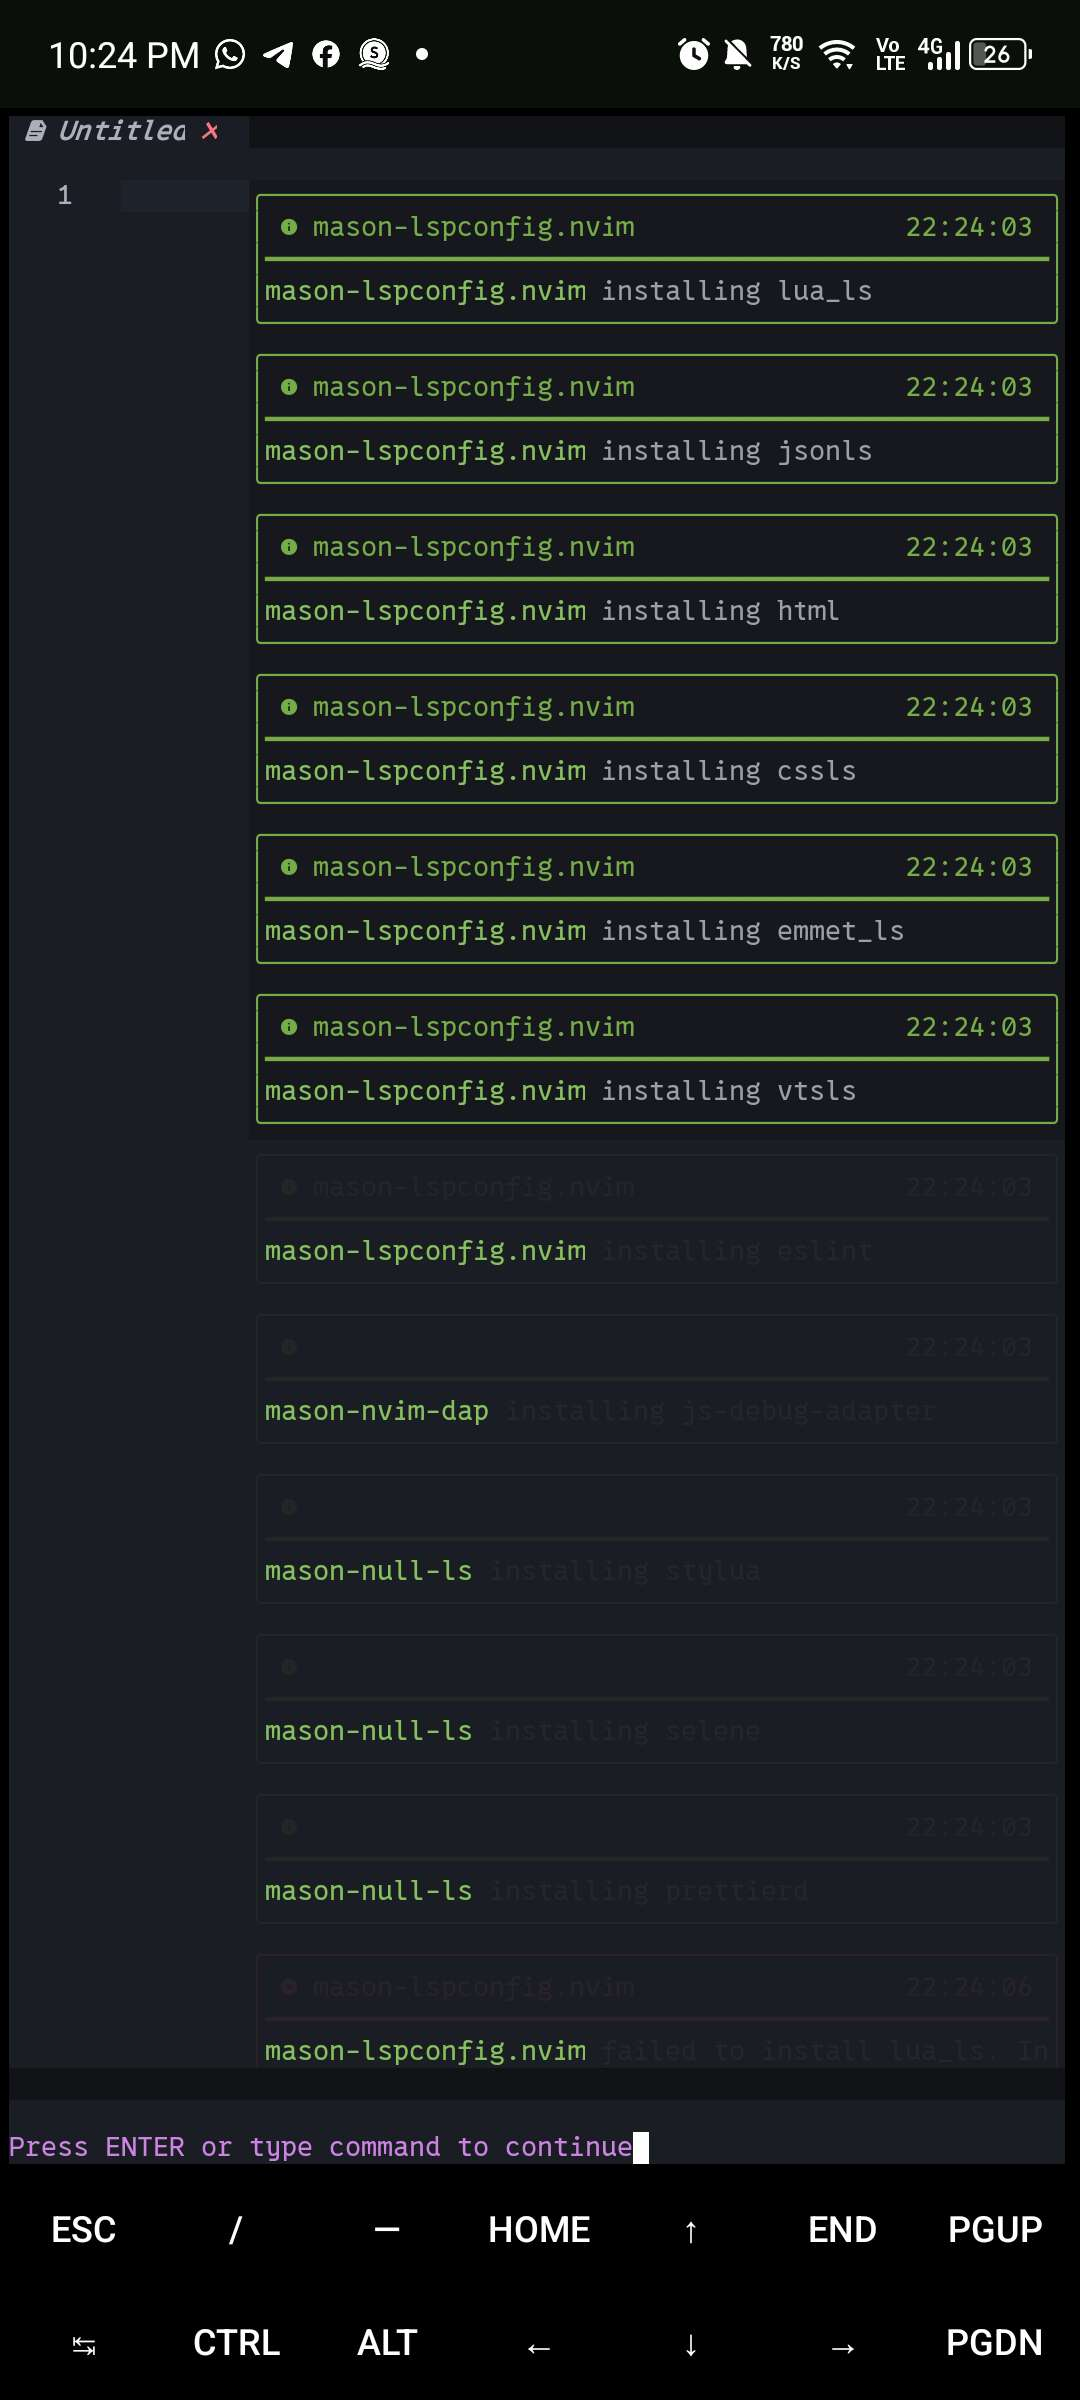 10:24 PM
780 K/S
Vo LTE
4G
26
Untitled ✗
1
mason-lspconfig.nvim 22:24:03
mason-lspconfig.nvim installing lua_ls
mason-lspconfig.nvim 22:24:03
mason-lspconfig.nvim installing jsonls
mason-lspconfig.nvim 22:24:03
mason-lspconfig.nvim installing html
mason-lspconfig.nvim 22:24:03
mason-lspconfig.nvim installing cssls
mason-lspconfig.nvim 22:24:03
mason-lspconfig.nvim installing emmet_ls
mason-lspconfig.nvim 22:24:03
mason-lspconfig.nvim installing vtsls
mason-lspconfig.nvim 22:24:03
mason-lspconfig.nvim installing eslint
22:24:03
mason-nvim-dap installing js-debug-adapter
22:24:03
mason-null-ls installing stylua
22:24:03
mason-null-ls installing selene
22:24:03
mason-null-ls installing prettierd
mason-lspconfig.nvim 22:24:06
mason-lspconfig.nvim failed to install lua_ls. In
Press ENTER or type command to continue
ESC / — HOME ↑ END PGUP
↹ CTRL ALT ← ↓ → PGDN